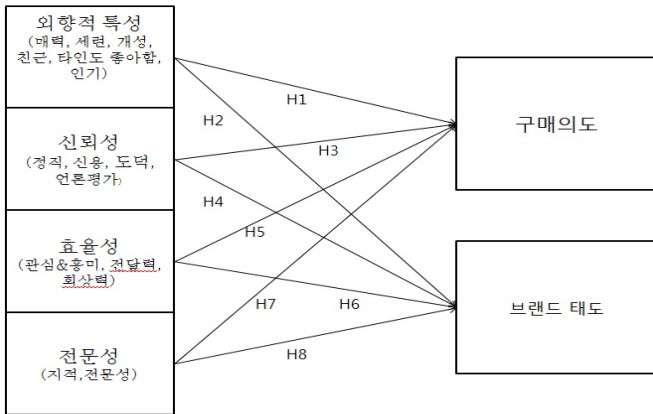 외향적 특성
(매력, 세련, 개성,
친근, 타인도 좋아함,
인기)
신뢰성
(정직, 신용, 도덕,
언론평가)
효율성
(관심&흥미, 전달력,
회상력)
전문성
(지적,전문성)
H1
H2
H3
H4
H5
H6
H7
H8
구매의도
브랜드 태도